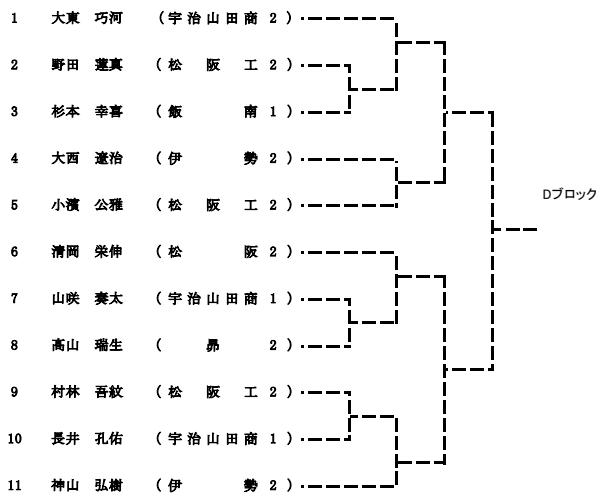 1 大東 巧河 (宇治山田商 2)
2 野田 蓮真 (松阪工 2)
3 杉本 幸喜 (飯南 1)
4 大西 遼治 (伊勢 2)
5 小濱 公雅 (松阪工 2)
Dブロック
6 清岡 栄伸 (松阪 2)
7 山咲 奏太 (宇治山田商 1)
8 高山 瑞生 (昴 2)
9 村林 吾紋 (松阪工 2)
10 長井 孔佑 (宇治山田商 1)
11 神山 弘樹 (伊勢 2)